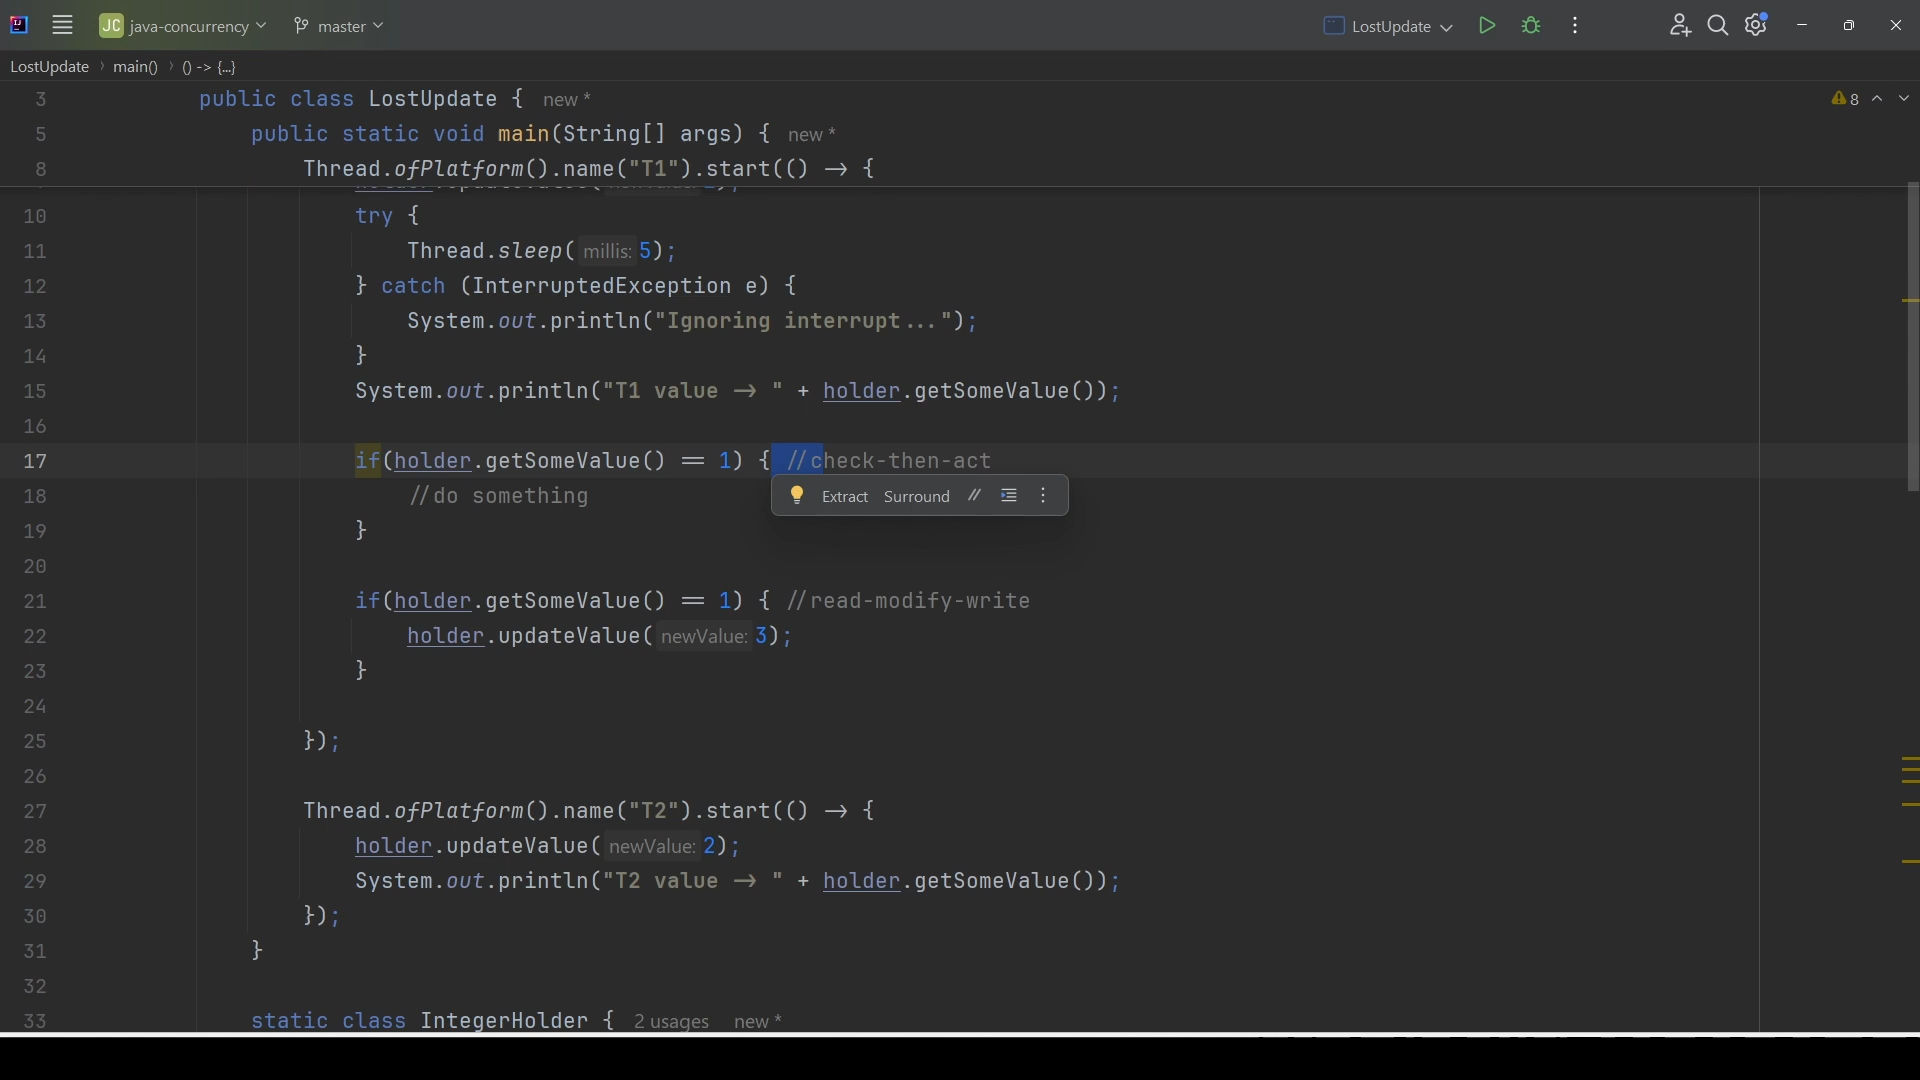 IJ JC java-concurrency master LostUpdate
LostUpdate › main() › () -> {...}
3 public class LostUpdate { new * 8
5 public static void main(String[] args) { new *
8 Thread.ofPlatform().name("T1").start(() -> {
10 try {
11 Thread.sleep( millis: 5);
12 } catch (InterruptedException e) {
13 System.out.println("Ignoring interrupt...");
14 }
15 System.out.println("T1 value -> " + holder.getSomeValue());
16
17 if(holder.getSomeValue() == 1) { //check-then-act
Extract Surround //
18 //do something
19 }
20
21 if(holder.getSomeValue() == 1) { //read-modify-write
22 holder.updateValue( newValue: 3);
23 }
24
25 });
26
27 Thread.ofPlatform().name("T2").start(() -> {
28 holder.updateValue( newValue: 2);
29 System.out.println("T2 value -> " + holder.getSomeValue());
30 });
31 }
32
33 static class IntegerHolder { 2 usages new *